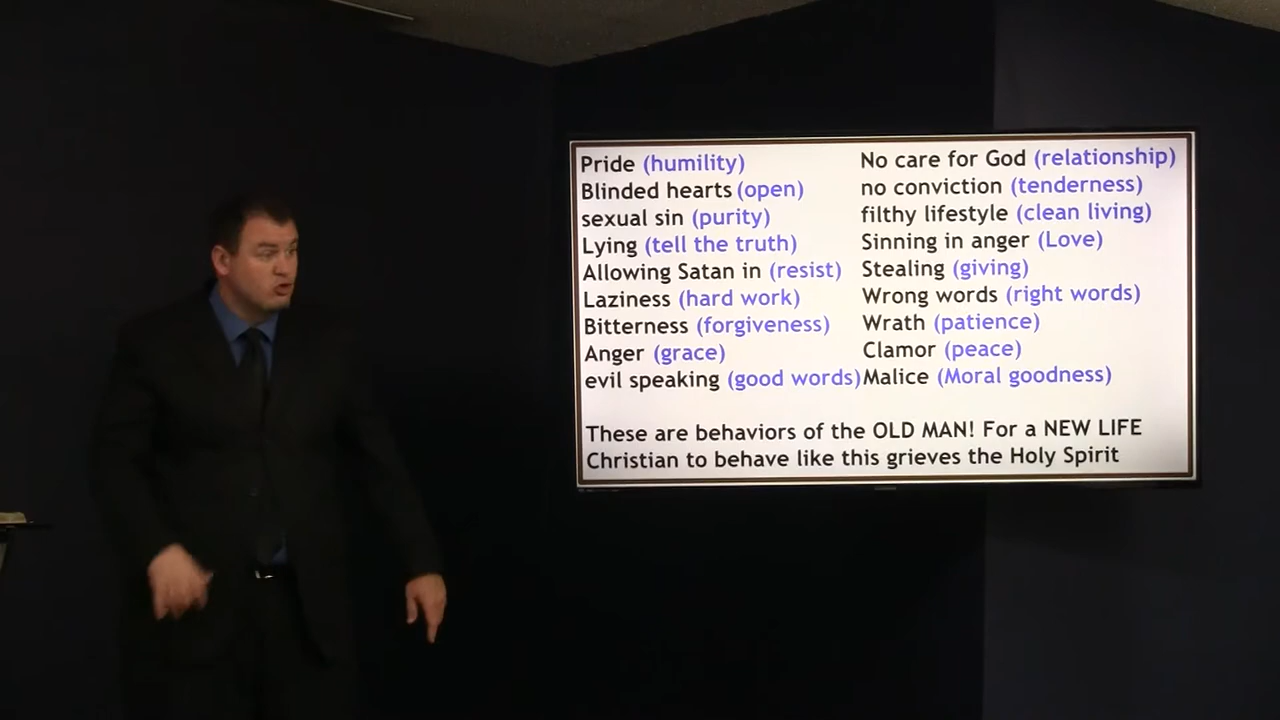 Pride (humility)
Blinded hearts (open)
sexual sin (purity)
Lying (tell the truth)
Allowing Satan in (resist)
Laziness (hard work)
Bitterness (forgiveness)
Anger (grace)
evil speaking (good words)
No care for God (relationship)
no conviction (tenderness)
filthy lifestyle (clean living)
Sinning in anger (Love)
Stealing (giving)
Wrong words (right words)
Wrath (patience)
Clamor (peace)
Malice (Moral goodness)
These are behaviors of the OLD MAN! For a NEW LIFE
Christian to behave like this grieves the Holy Spirit